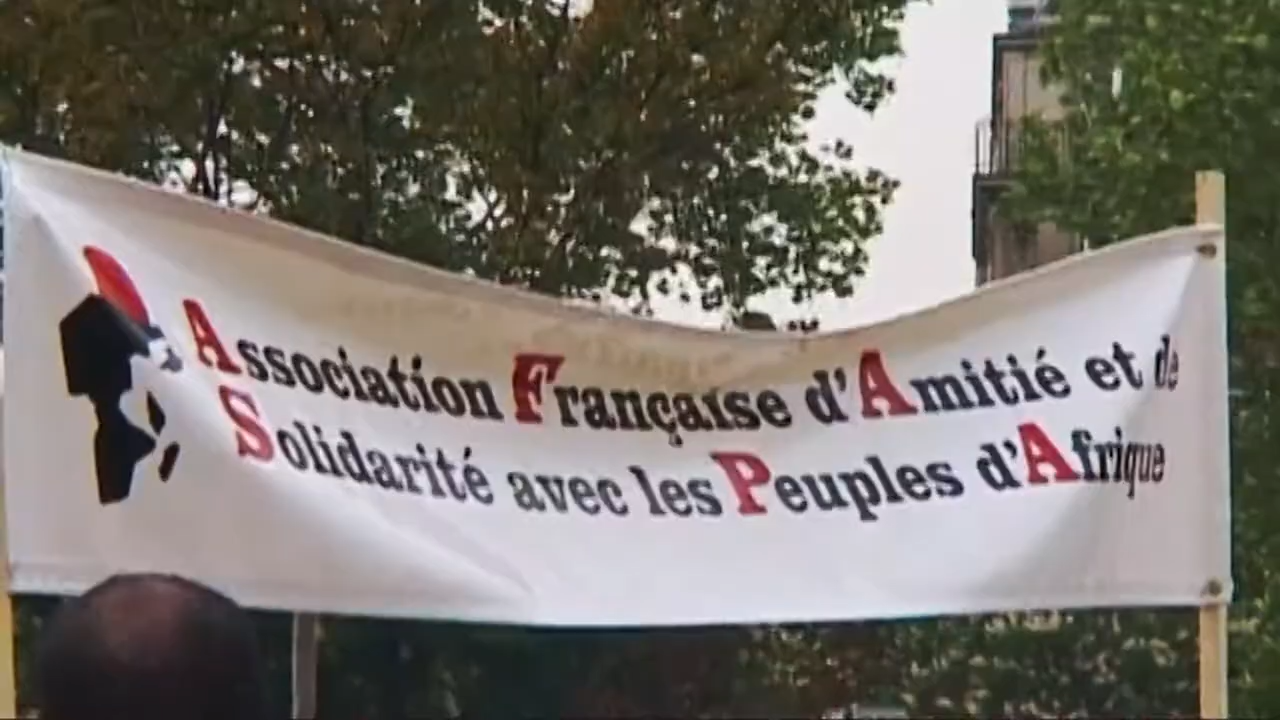 Association Française d'Amitié et de
Solidarité avec les Peuples d'Afrique